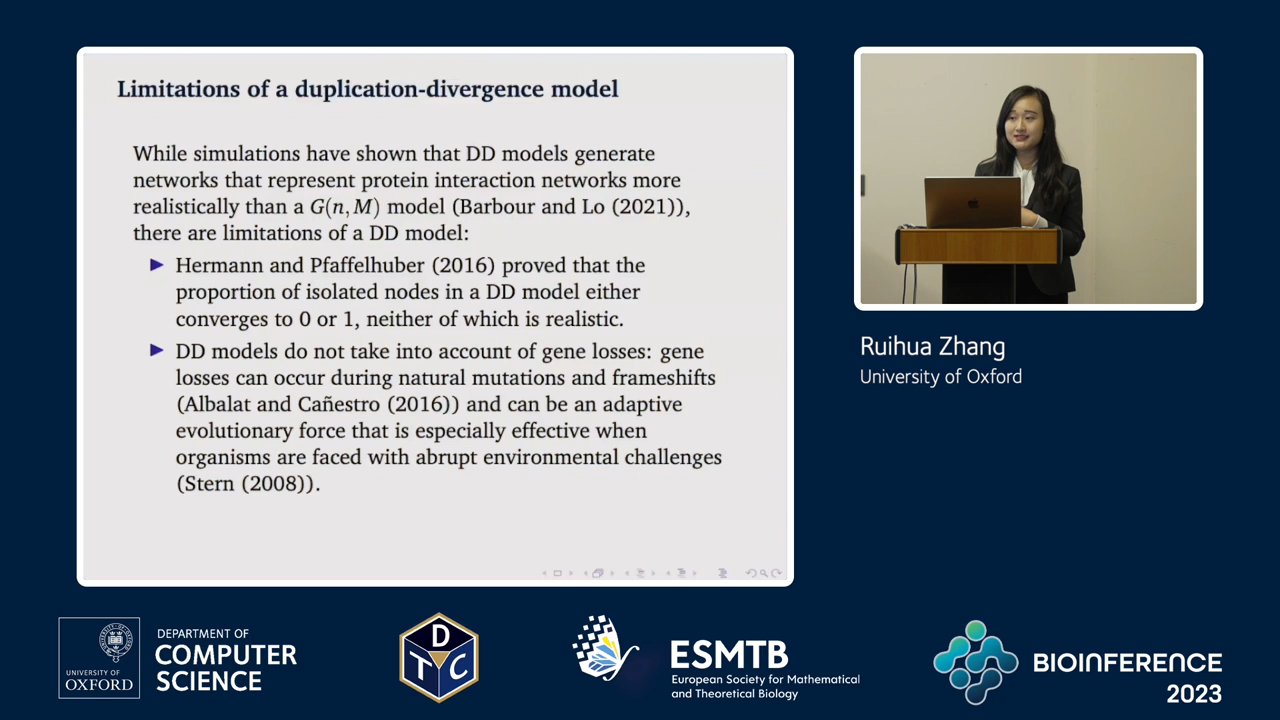 Limitations of a duplication-divergence model
While simulations have shown that DD models generate
networks that represent protein interaction networks more
realistically than a G(n, M) model (Barbour and Lo (2021)),
there are limitations of a DD model:
▶ Hermann and Pfaffelhuber (2016) proved that the
proportion of isolated nodes in a DD model either
converges to 0 or 1, neither of which is realistic.
▶ DD models do not take into account of gene losses: gene
losses can occur during natural mutations and frameshifts
(Albalat and Cañestro (2016)) and can be an adaptive
evolutionary force that is especially effective when
organisms are faced with abrupt environmental challenges
(Stern (2008)).
Ruihua Zhang
University of Oxford
UNIVERSITY OF
OXFORD
DEPARTMENT OF
COMPUTER
SCIENCE
D
T C
ESMTB
European Society for Mathematical
and Theoretical Biology
BIOINFERENCE
2023